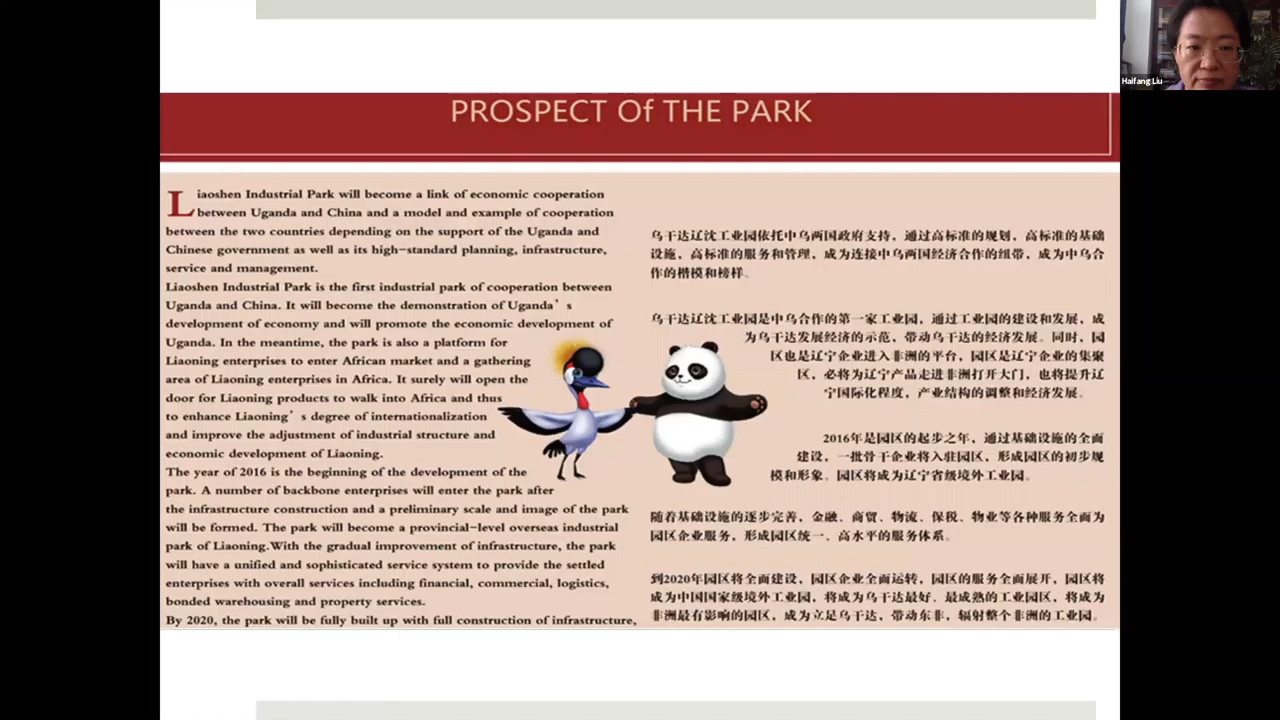 Haifang Liu
PROSPECT Of THE PARK
Liaoshen Industrial Park will become a link of economic cooperation
between Uganda and China and a model and example of cooperation
between the two countries depending on the support of the Uganda and
Chinese government as well as its high-standard planning, infrastructure,
service and management.
Liaoshen Industrial Park is the first industrial park of cooperation between
Uganda and China. It will become the demonstration of Uganda's
development of economy and will promote the economic development of
Uganda. In the meantime, the park is also a platform for
Liaoning enterprises to enter African market and a gathering
area of Liaoning enterprises in Africa. It surely will open the
door for Liaoning products to walk into Africa and thus
to enhance Liaoning's degree of internationalization
and improve the adjustment of industrial structure and
economic development of Liaoning.
The year of 2016 is the beginning of the development of the
park. A number of backbone enterprises will enter the park after
the infrastructure construction and a preliminary scale and image of the park
will be formed. The park will become a provincial-level overseas industrial
park of Liaoning.With the gradual improvement of infrastructure, the park
will have a unified and sophisticated service system to provide the settled
enterprises with overall services including financial, commercial, logistics,
bonded warehousing and property services.
By 2020, the park will be fully built up with full construction of infrastructure,
乌干达辽沈工业园依托中乌两国政府支持，通过高标准的规划，高标准的基础
设施，高标准的服务和管理，成为连接中乌两国经济合作的纽带，成为中乌合
作的楷模和榜样。
乌干达辽沈工业园是中乌合作的第一家工业园，通过工业园的建设和发展，成
为乌干达发展经济的示范，带动乌干达的经济发展。同时，园
区也是辽宁企业进入非洲的平台，园区是辽宁企业的集聚
区，必将为辽宁产品走进非洲打开大门，也将提升辽
宁国际化程度，产业结构的调整和经济发展。
2016年是园区的起步之年，通过基础设施的全面
建设，一批骨干企业将入驻园区，形成园区的初步规
模和形象。园区将成为辽宁省级境外工业园。
随着基础设施的逐步完善，金融、商贸、物流、保税、物业等各种服务全面为
园区企业服务，形成园区统一、高水平的服务体系。
到2020年园区将全面建设，园区企业全面运转，园区的服务全面展开，园区将
成为中国国家级境外工业园，将成为乌干达最好、最成熟的工业园区，将成为
非洲最有影响的园区，成为立足乌干达，带动东非，辐射整个非洲的工业园。